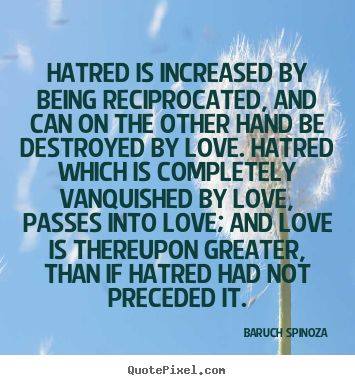 HATRED IS INCREASED BY
BEING RECIPROCATED, AND
CAN ON THE OTHER HAND BE
DESTROYED BY LOVE. HATRED
WHICH IS COMPLETELY
VANQUISHED BY LOVE,
PASSES INTO LOVE; AND LOVE
IS THEREUPON GREATER,
THAN IF HATRED HAD NOT
PRECEDED IT.
BARUCH SPINOZA
QuotePixel.com